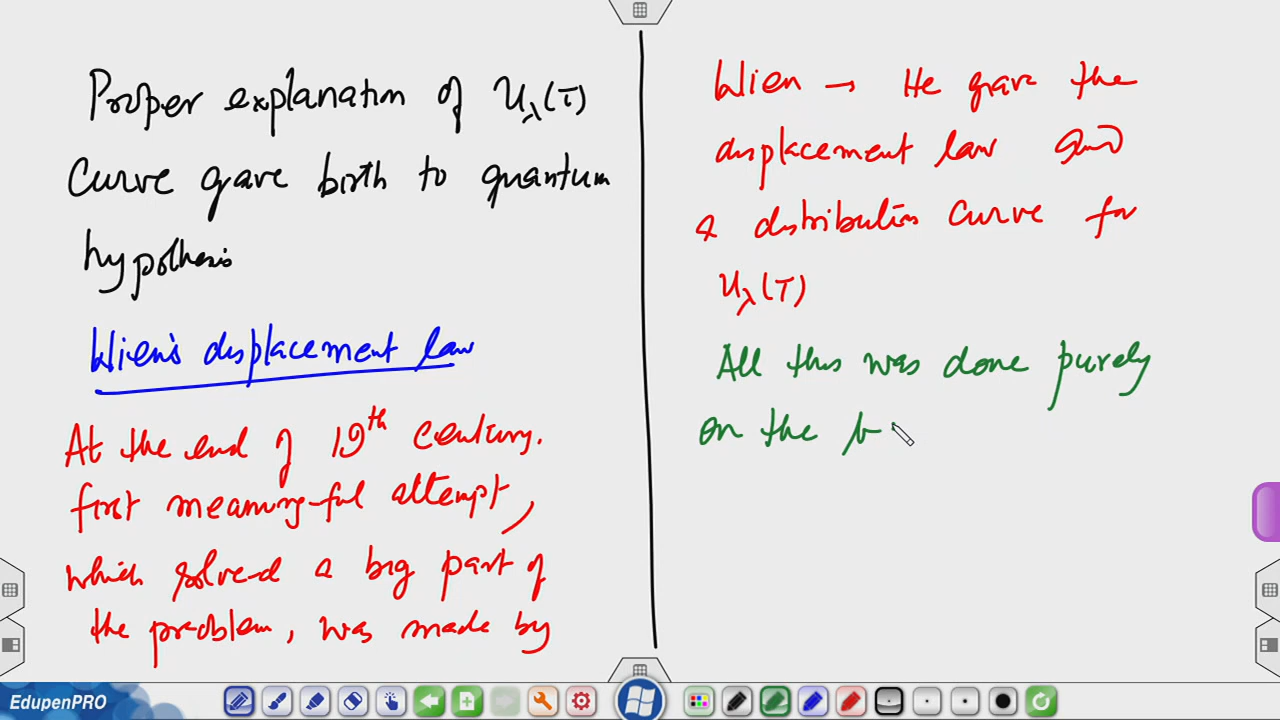 Proper explanation of Uλ(T)
Curve gave birth to quantum
hypothesis
Wien's displacement law
At the end of 19th century.
first meaningful attempt,
which solved a big part of
the problem, was made by
Wien → He gave the
displacement law and
a distribution curve for
Uλ(T)
All this was done purely
on the b
EdupenPRO